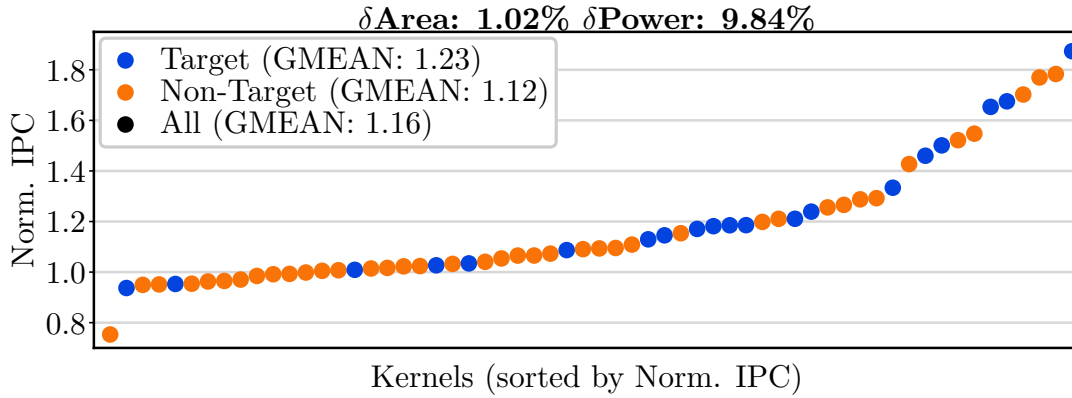 δArea: 1.02% δPower: 9.84%
Target (GMEAN: 1.23)
Non-Target (GMEAN: 1.12)
All (GMEAN: 1.16)
Norm. IPC
1.8
1.6
1.4
1.2
1.0
0.8
Kernels (sorted by Norm. IPC)